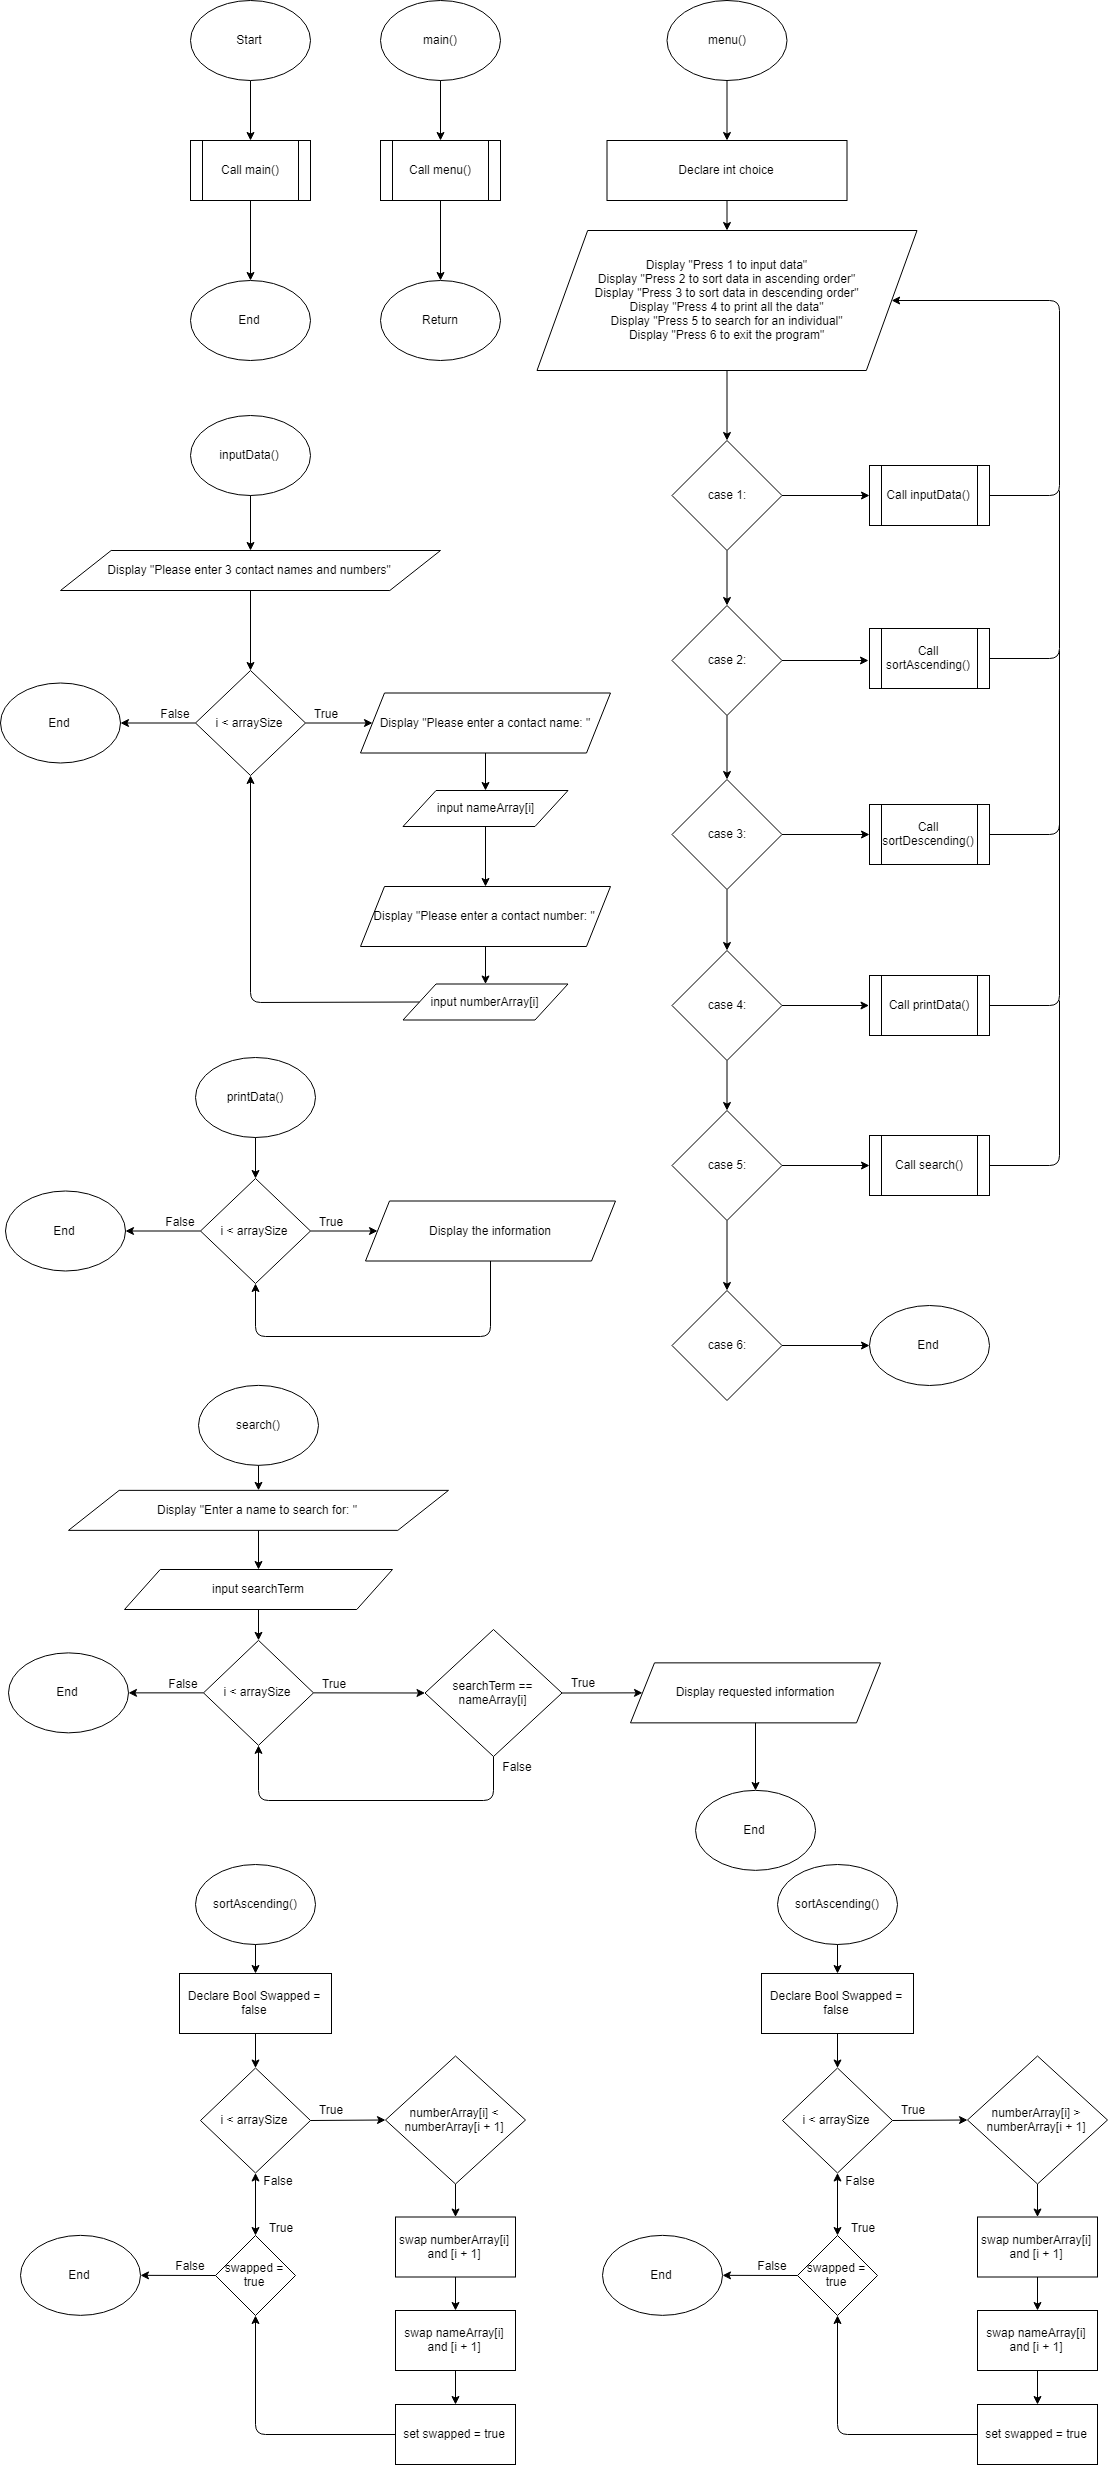 Start
main()
menu()
Call main()
Call menu()
Declare int choice
End
Return
Display "Press 1 to input data"
Display "Press 2 to sort data in ascending order"
Display "Press 3 to sort data in descending order"
Display "Press 4 to print all the data"
Display "Press 5 to search for an individual"
Display "Press 6 to exit the program"
case 1:
Call inputData()
case 2:
Call
sortAscending()
case 3:
Call
sortDescending()
case 4:
Call printData()
case 5:
Call search()
case 6:
End
inputData()
Display "Please enter 3 contact names and numbers"
End
False
i < arraySize
True
Display "Please enter a contact name: "
input nameArray[i]
Display "Please enter a contact number: "
input numberArray[i]
printData()
End
False
i < arraySize
True
Display the information
search()
Display "Enter a name to search for: "
input searchTerm
End
False
i < arraySize
True
searchTerm ==
nameArray[i]
True
Display requested information
False
End
sortAscending()
Declare Bool Swapped =
false
i < arraySize
True
numberArray[i] <
numberArray[i + 1]
False
True
swap numberArray[i]
and [i + 1]
End
False
swapped =
true
swap nameArray[i]
and [i + 1]
set swapped = true
sortAscending()
Declare Bool Swapped =
false
i < arraySize
True
numberArray[i] >
numberArray[i + 1]
False
True
swap numberArray[i]
and [i + 1]
End
False
swapped =
true
swap nameArray[i]
and [i + 1]
set swapped = true